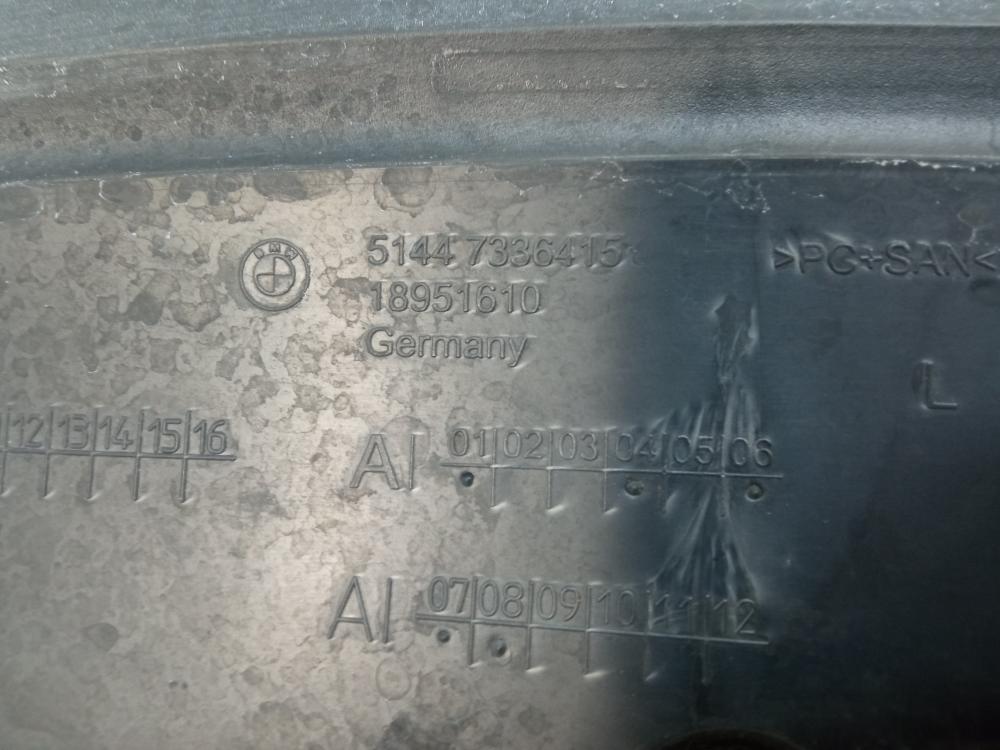 BMW
5144 7336415
18951610
Germany
>PC+SAN<
L
12 13 14 15 16
AI 01 02 03 04 05 06
AI 07 08 09 10 11 12